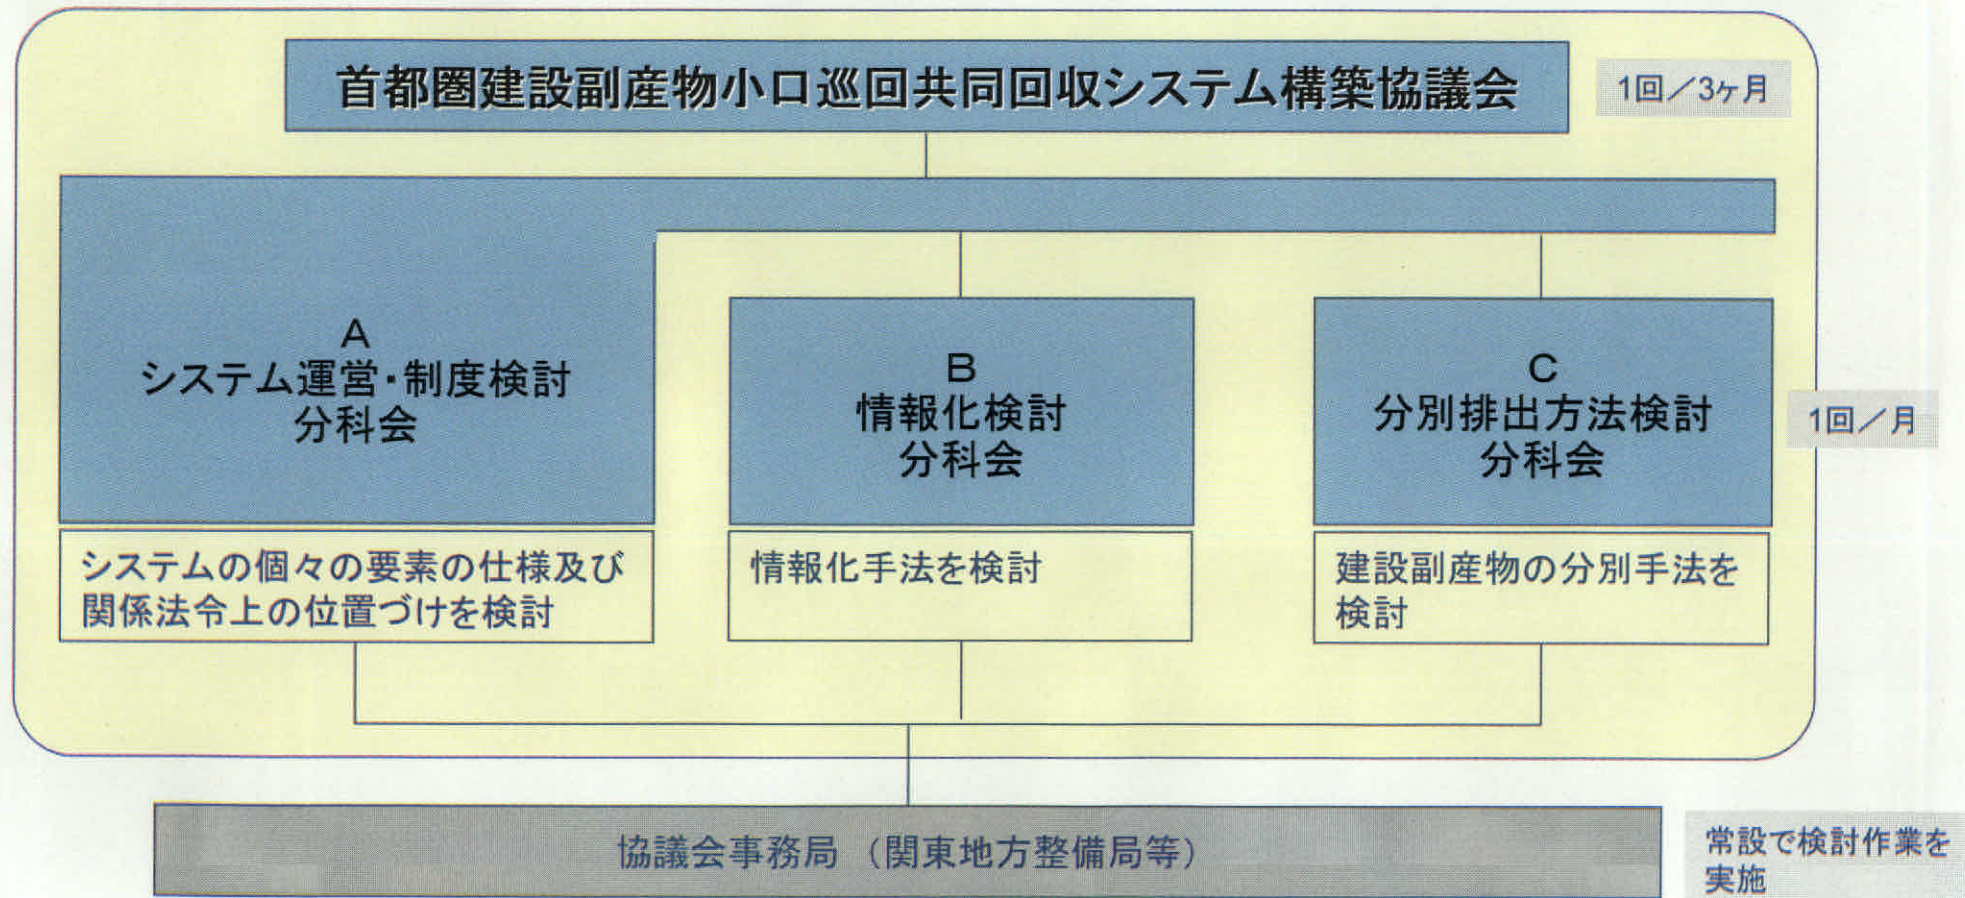 首都圏建設副産物小口巡回共同回収システム構築協議会
1回／3ヶ月
A
システム運営・制度検討
分科会
B
情報化検討
分科会
C
分別排出方法検討
分科会
1回／月
システムの個々の要素の仕様及び
関係法令上の位置づけを検討
情報化手法を検討
建設副産物の分別手法を
検討
協議会事務局 （関東地方整備局等）
常設で検討作業を
実施